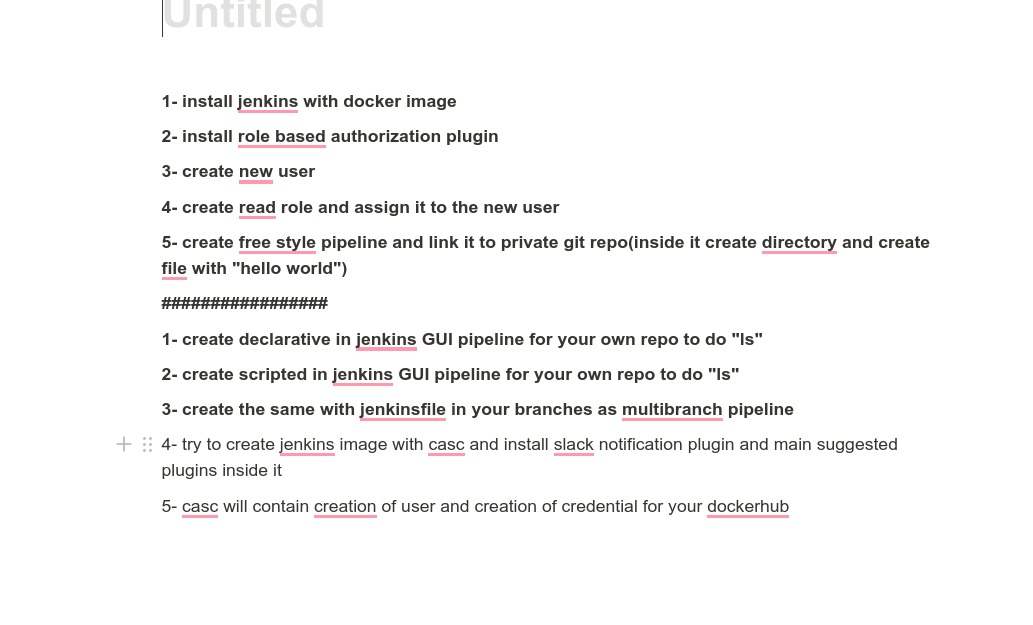 Untitled
1- install jenkins with docker image
2- install role based authorization plugin
3- create new user
4- create read role and assign it to the new user
5- create free style pipeline and link it to private git repo(inside it create directory and create
file with "hello world")
#################
1- create declarative in jenkins GUI pipeline for your own repo to do "ls"
2- create scripted in jenkins GUI pipeline for your own repo to do "ls"
3- create the same with jenkinsfile in your branches as multibranch pipeline
4- try to create jenkins image with casc and install slack notification plugin and main suggested
plugins inside it
5- casc will contain creation of user and creation of credential for your dockerhub